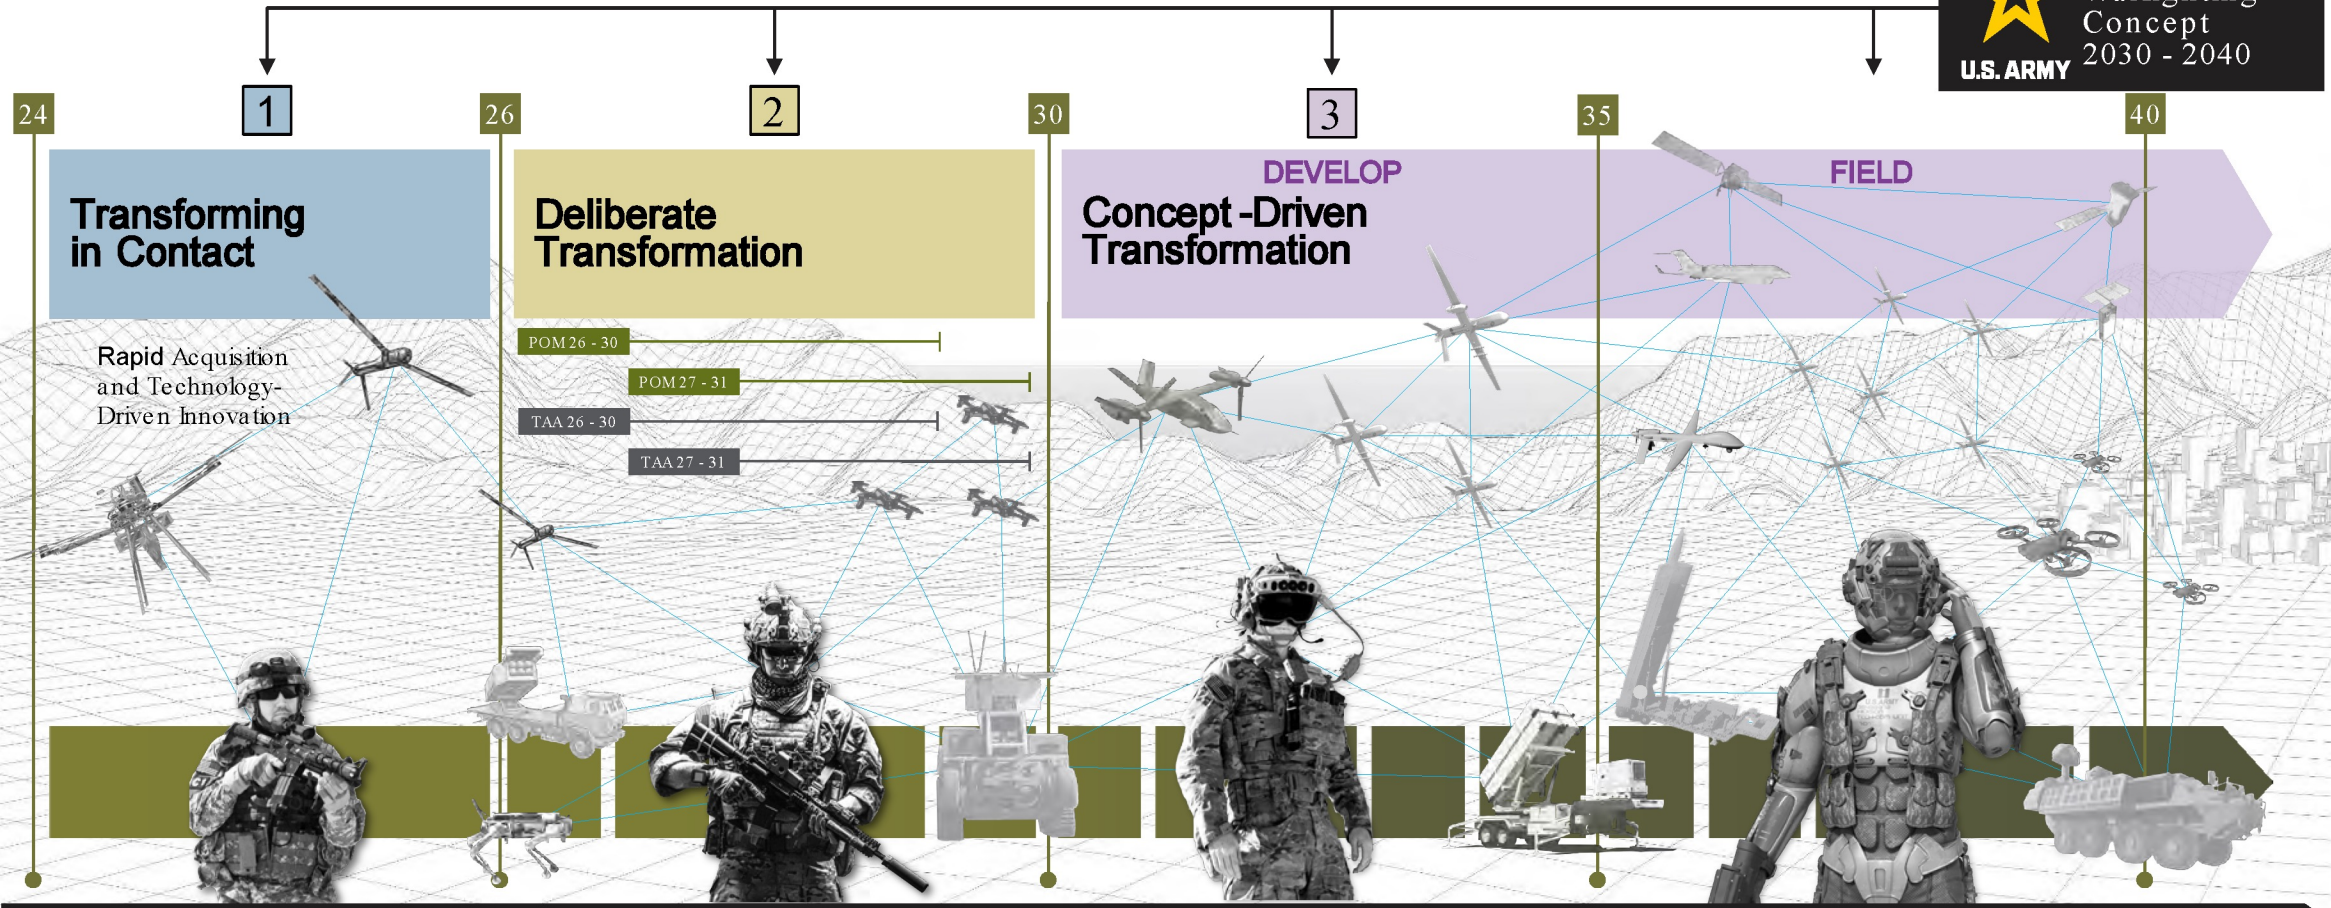 Concept
2030 - 2040
U.S. ARMY
24
1
26
2
30
3
35
40
DEVELOP
FIELD
Transforming
in Contact
Deliberate
Transformation
Concept -Driven
Transformation
Rapid Acquisition
and Technology-
Driven Innovation
POM 26 - 30
POM 27 - 31
TAA 26 - 30
TAA 27 - 31
U.S. ARMY